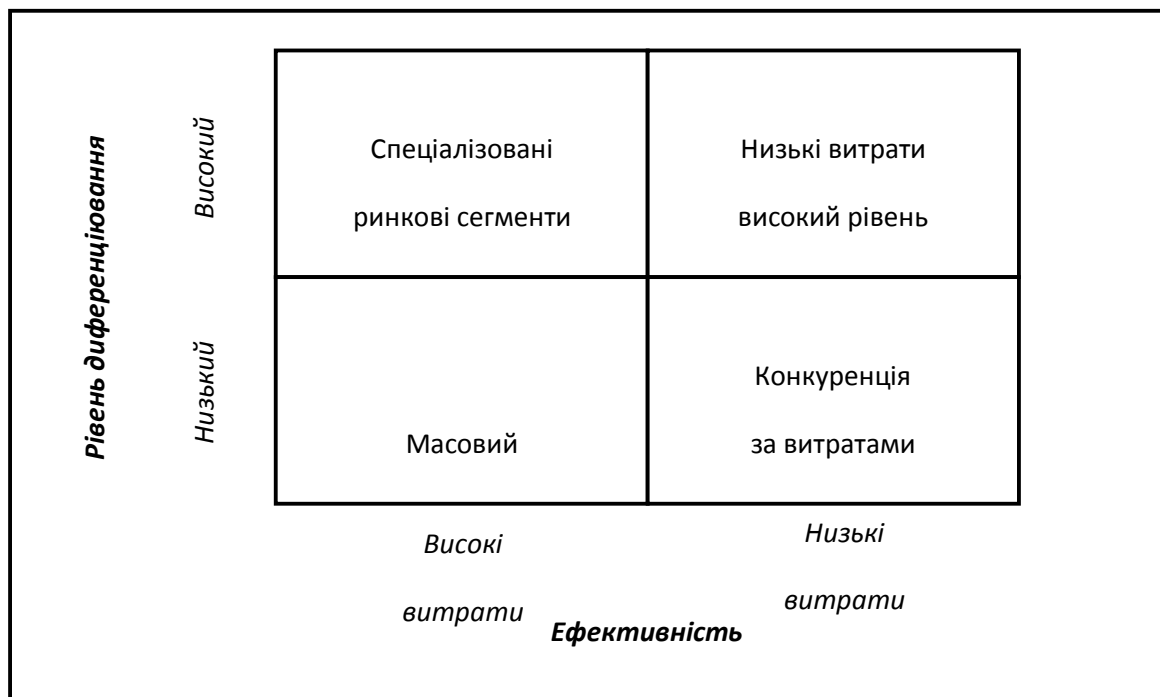 Рівень диференціювання
Високий
Низький
Спеціалізовані
ринкові сегменти
Низькі витрати
високий рівень
Масовий
Конкуренція
за витратами
Високі
витрати
Низькі
витрати
Ефективність